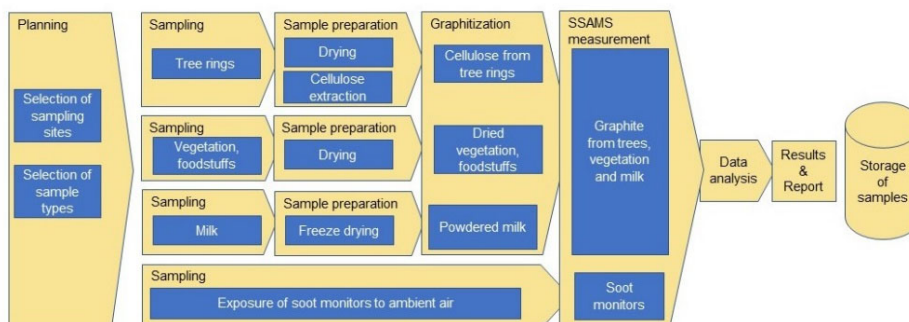 Planning
Selection of
sampling
sites
Selection of
sample
types
Sampling
Tree rings
Sample preparation
Drying
Cellulose
extraction
Sampling
Vegetation,
foodstuffs
Sample preparation
Drying
Sampling
Milk
Sample preparation
Freeze drying
Sampling
Exposure of soot monitors to ambient air
Graphitization
Cellulose from
tree rings
Dried
vegetation,
foodstuffs
Powdered milk
SSAMS
measurement
Graphite
from trees,
vegetation
and milk
Soot
monitors
Data
analysis
Results
&
Report
Storage
of
samples